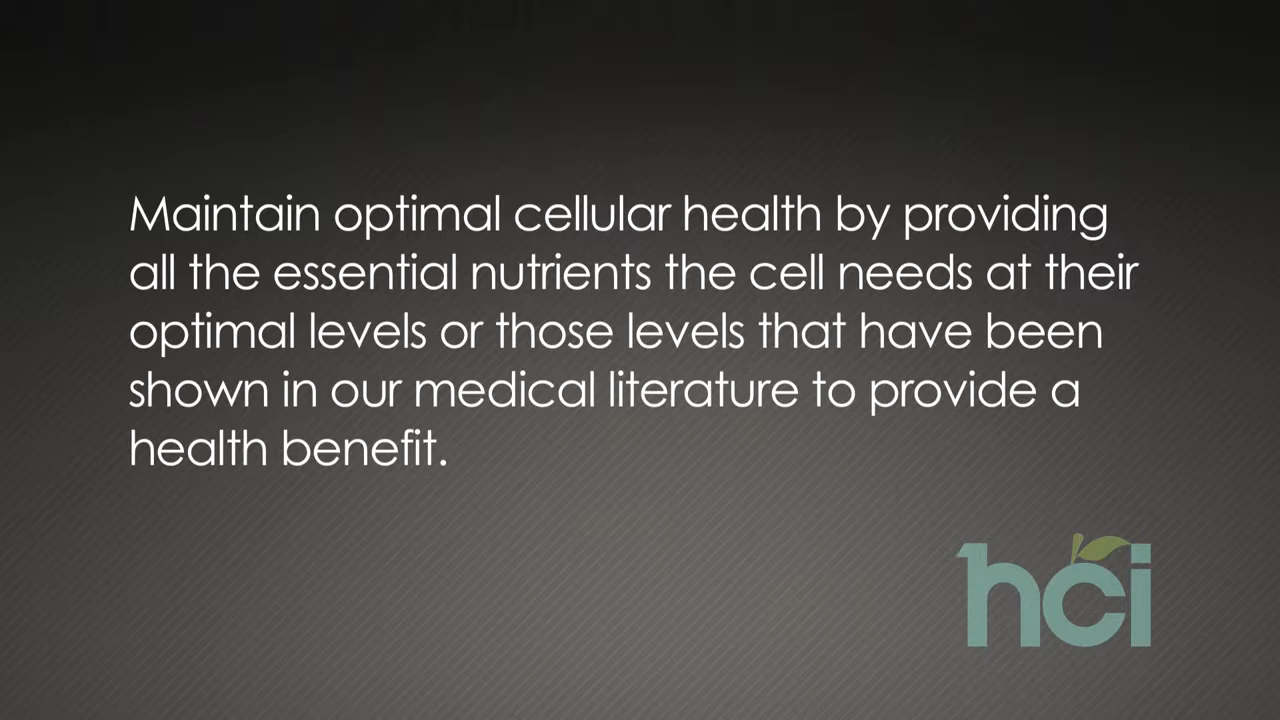 Maintain optimal cellular health by providing
all the essential nutrients the cell needs at their
optimal levels or those levels that have been
shown in our medical literature to provide a
health benefit.
hci